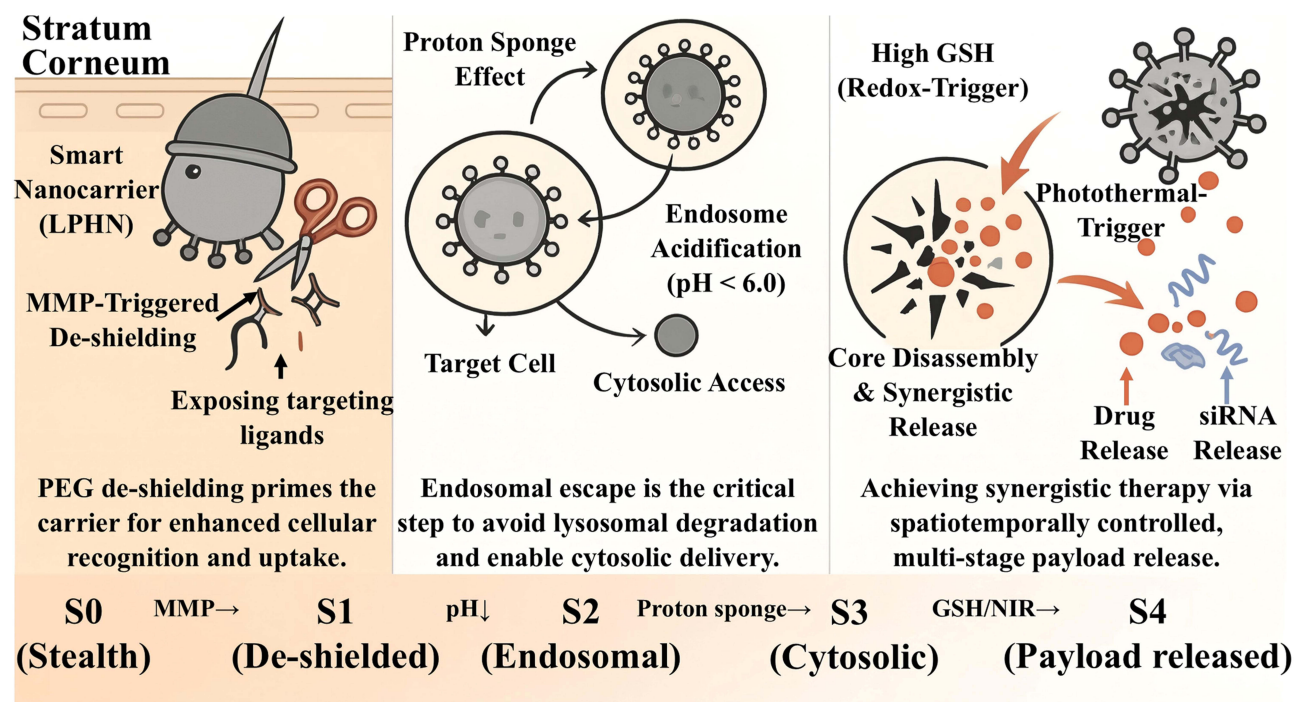 Stratum
Corneum
Smart
Nanocarrier
(LPHN)
MMP-Triggered
De-shielding
Exposing targeting
ligands
PEG de-shielding primes the
carrier for enhanced cellular
recognition and uptake.
Proton Sponge
Effect
Endosome
Acidification
(pH < 6.0)
Target Cell
Cytosolic Access
Endosomal escape is the critical
step to avoid lysosomal degradation
and enable cytosolic delivery.
High GSH
(Redox-Trigger)
Photothermal-
Trigger
Core Disassembly
& Synergistic
Release
Drug
Release
siRNA
Release
Achieving synergistic therapy via
spatiotemporally controlled,
multi-stage payload release.
S0 MMP→ S1 pH↓ S2 Proton sponge→ S3 GSH/NIR→ S4
(Stealth) (De-shielded) (Endosomal) (Cytosolic) (Payload released)